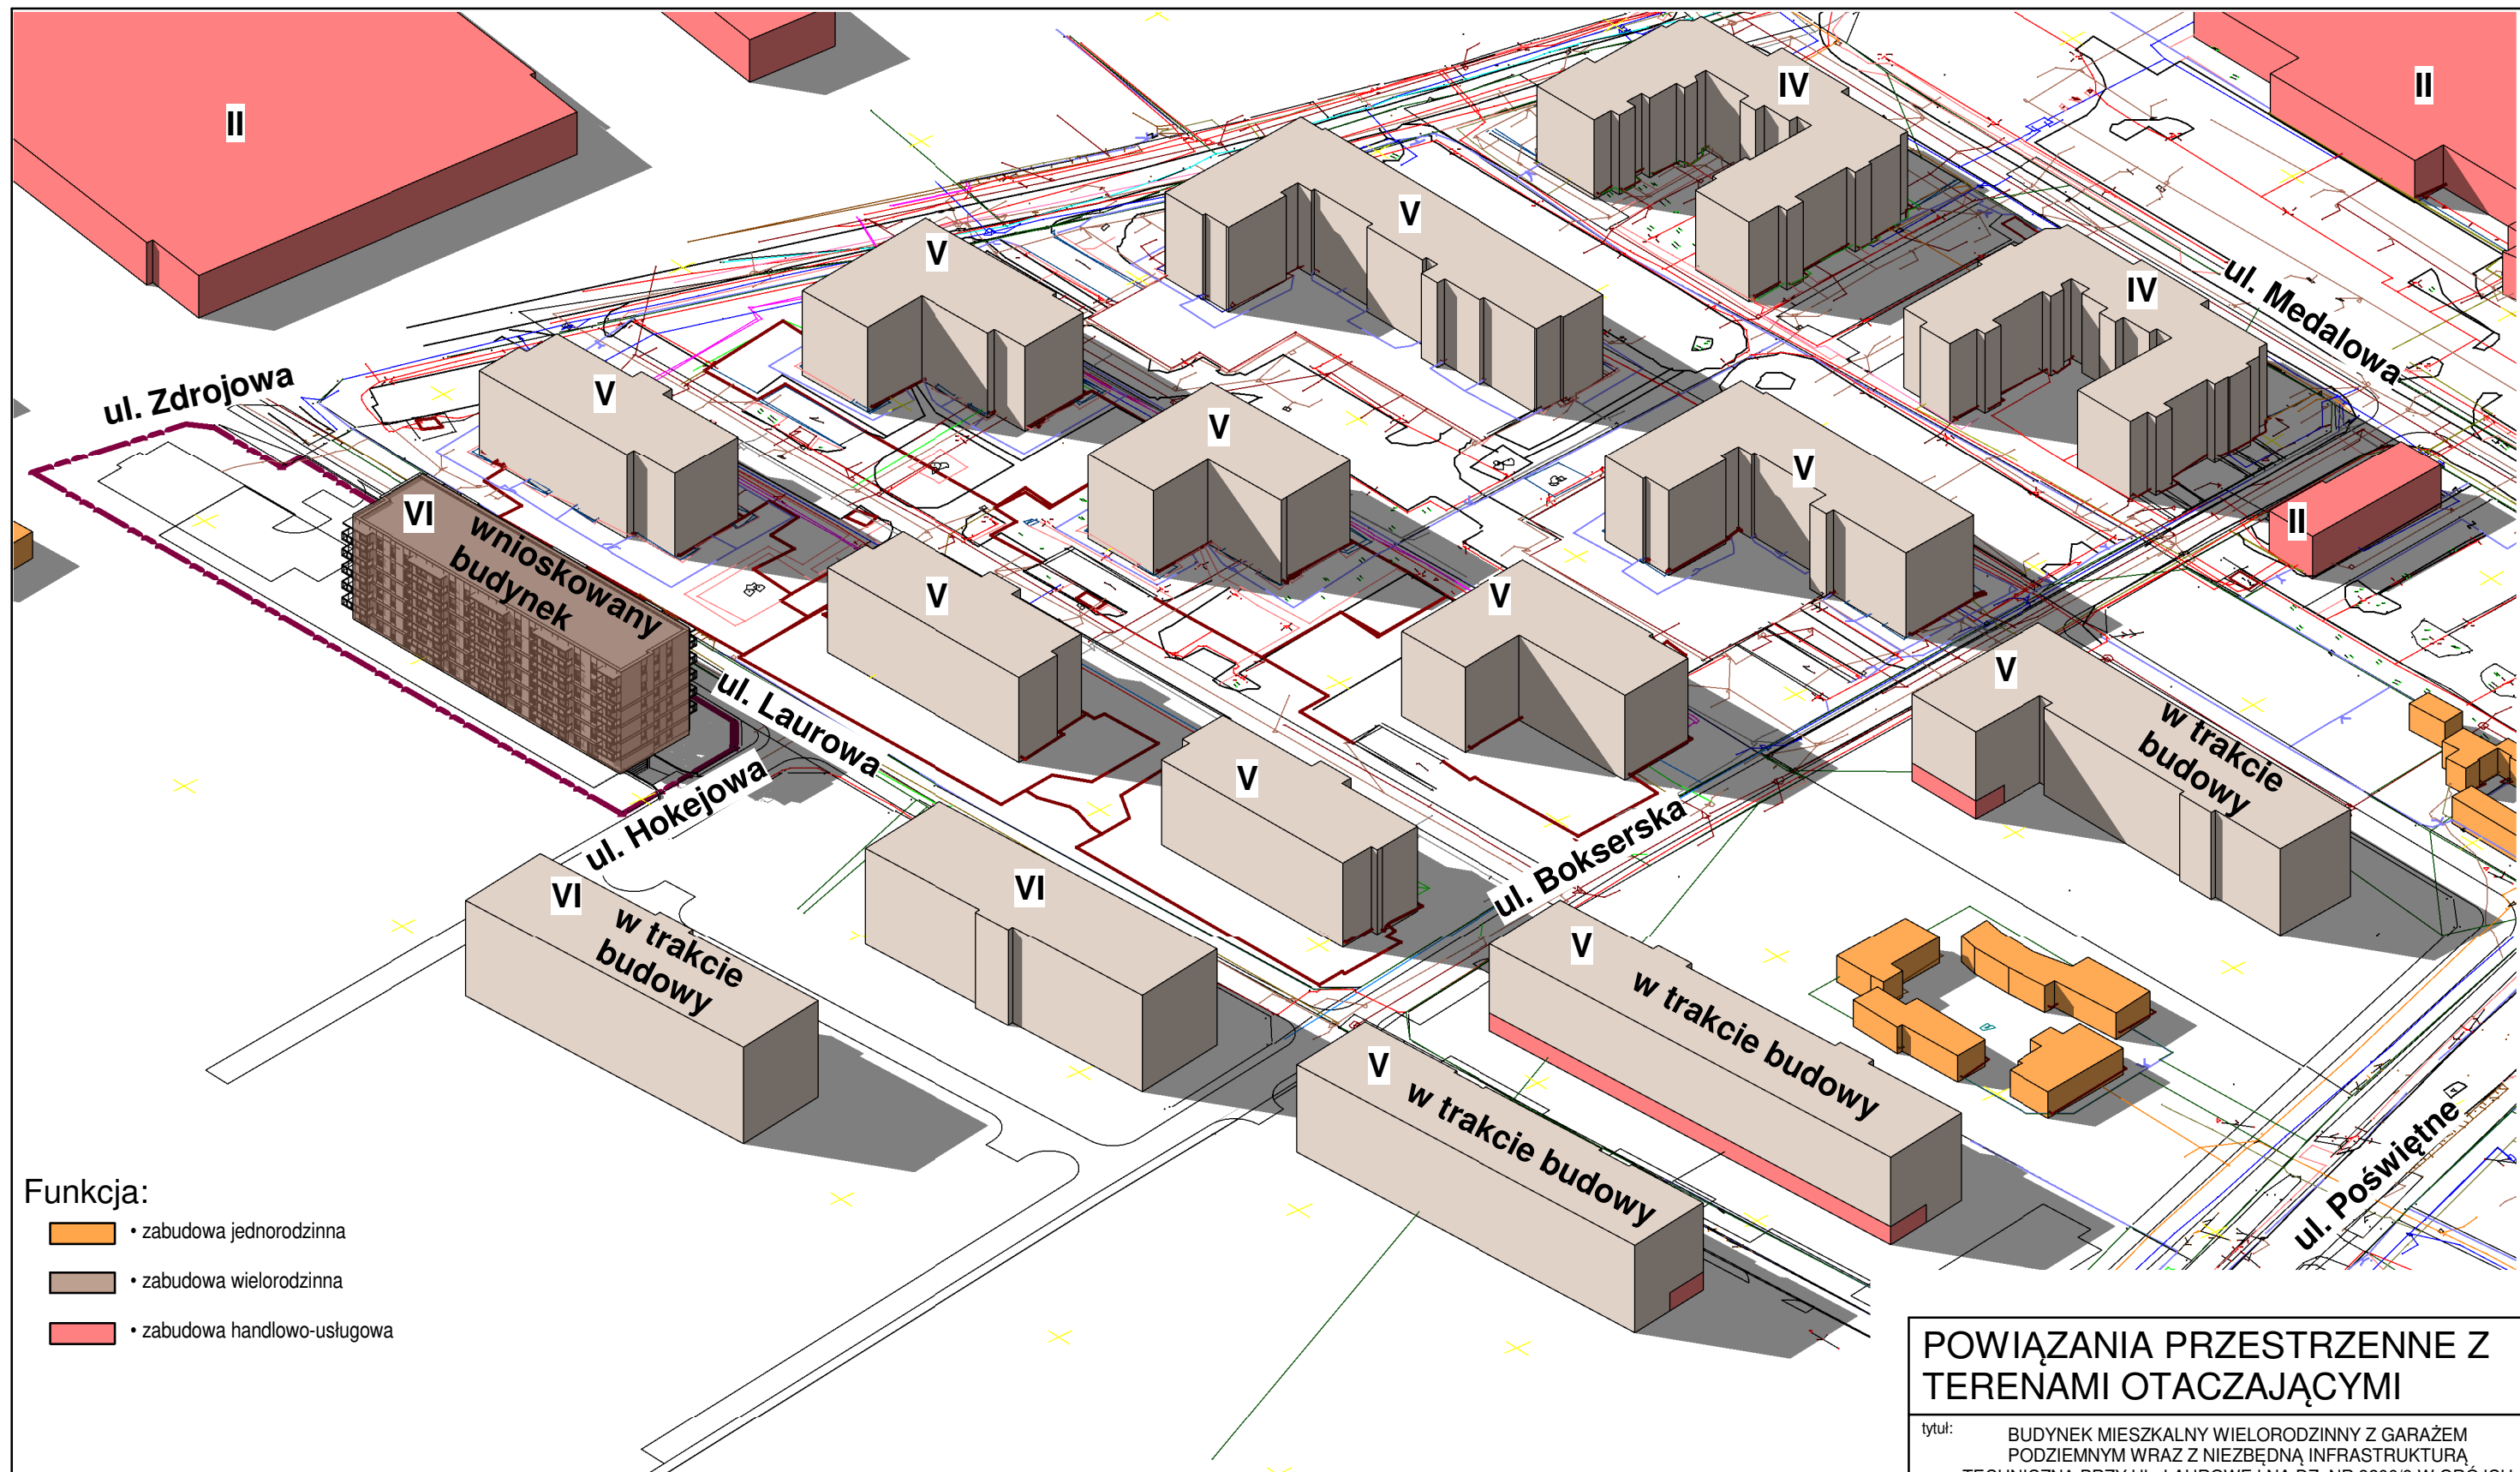 II
IV
II
V
V
ul. Medalowa
IV
ul. Zdrojowa
V
V
V
VI
wnioskowany
budynek
II
V
V
V
ul. Laurowa
w trakcie
budowy
V
ul. Hokejowa
ul. Bokserska
VI
w trakcie
budowy
VI
V
w trakcie budowy
V
w trakcie budowy
ul. Poświętne
Funkcja:
• zabudowa jednorodzinna
• zabudowa wielorodzinna
• zabudowa handlowo-usługowa
POWIĄZANIA PRZESTRZENNE Z
TERENAMI OTACZAJĄCYMI
tytuł:
BUDYNEK MIESZKALNY WIELORODZINNY Z GARAŻEM
PODZIEMNYM WRAZ Z NIEZBĘDNĄ INFRASTRUKTURĄ